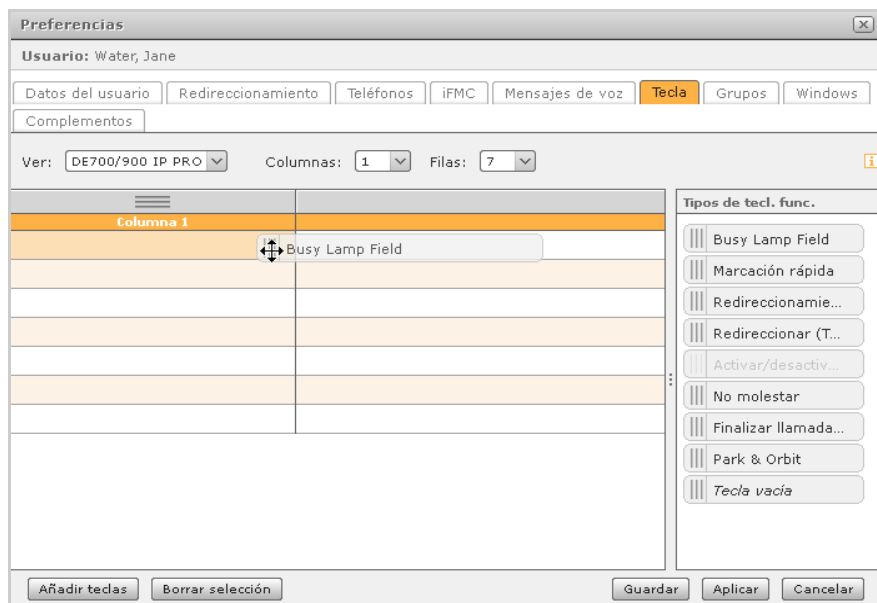 Preferencias
Usuario: Water, Jane
Datos del usuario Redireccionamiento Teléfonos iFMC Mensajes de voz Tecla Grupos Windows
Complementos
Ver: DE700/900 IP PRO Columnas: 1 Filas: 7
Tipos de tecl. func.
Columna 1
Busy Lamp Field
Busy Lamp Field
Marcación rápida
Redireccionamie...
Redireccionar (T...
Activar/desactiv...
No molestar
Finalizar llamada...
Park & Orbit
Tecla vacía
Añadir teclas Borrar selección Guardar Aplicar Cancelar